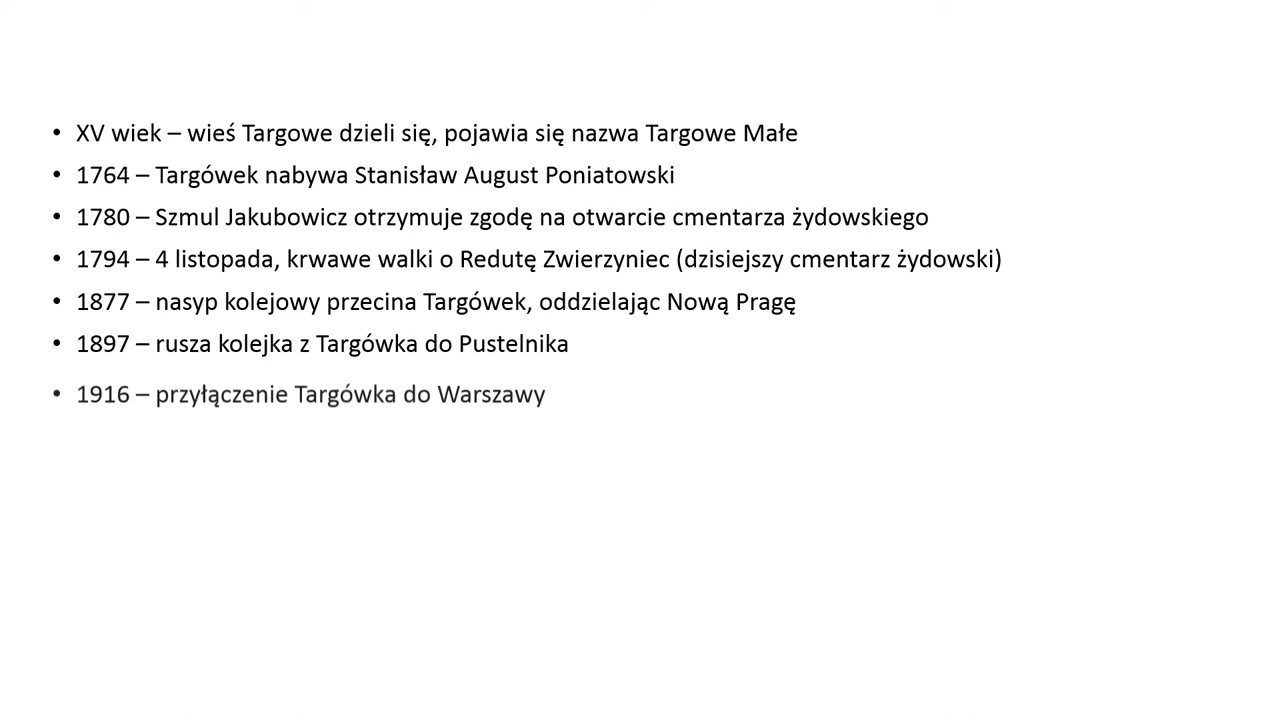 • XV wiek – wieś Targowe dzieli się, pojawia się nazwa Targowe Małe
• 1764 – Targówek nabywa Stanisław August Poniatowski
• 1780 – Szmul Jakubowicz otrzymuje zgodę na otwarcie cmentarza żydowskiego
• 1794 – 4 listopada, krwawe walki o Redutę Zwierzyniec (dzisiejszy cmentarz żydowski)
• 1877 – nasyp kolejowy przecina Targówek, oddzielając Nową Pragę
• 1897 – rusza kolejka z Targówka do Pustelnika
• 1916 – przyłączenie Targówka do Warszawy